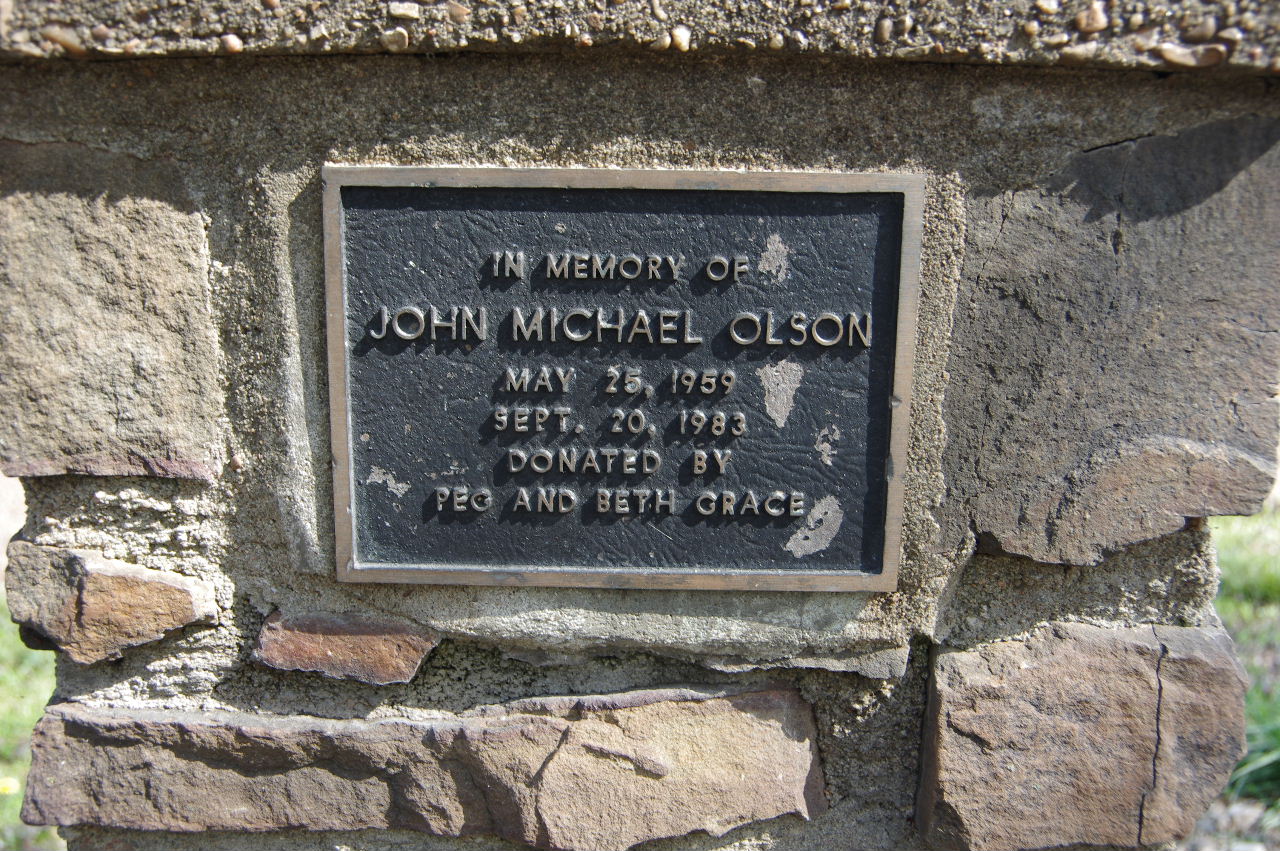 IN MEMORY OF
JOHN MICHAEL OLSON
MAY 25, 1959
SEPT. 20, 1983
DONATED BY
PEG AND BETH GRACE